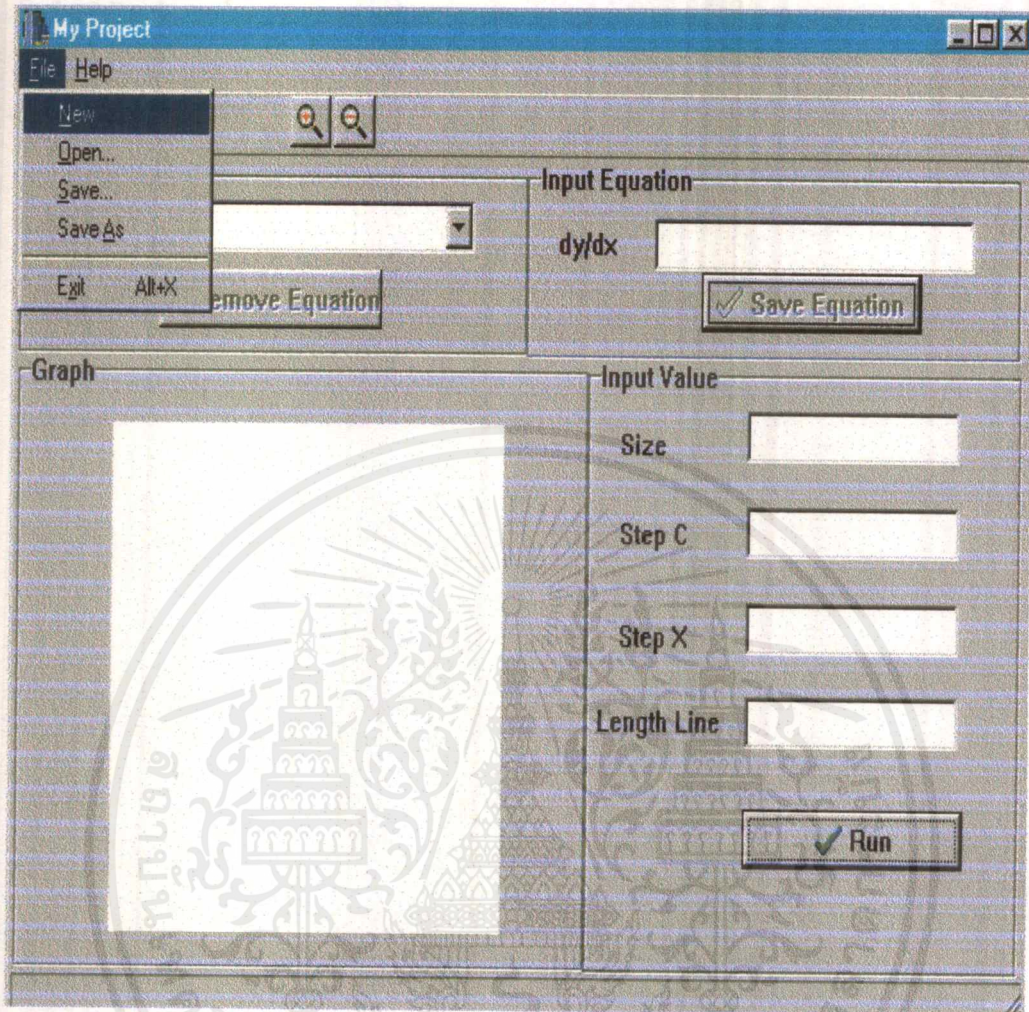 My Project
File Help
New
Open...
Save...
Save As
Exit Alt+X
emove Equation
Input Equation
dy/dx
Save Equation
Graph
Input Value
Size
Step C
Step X
Length Line
Run